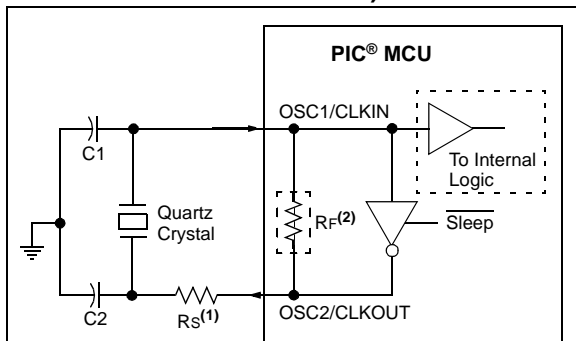 PIC® MCU
OSC1/CLKIN
C1
To Internal
Logic
Quartz
Crystal
RF(2)
Sleep
C2
RS(1)
OSC2/CLKOUT